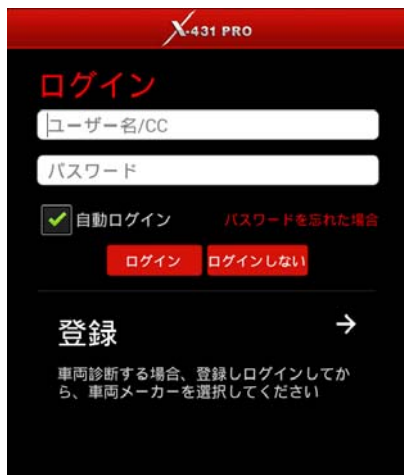 X-431 PRO
ログイン
ユーザー名/CC
パスワード
自動ログイン パスワードを忘れた場合
ログイン ログインしない
登録
車両診断する場合、登録しログインしてか
ら、車両メーカーを選択してください